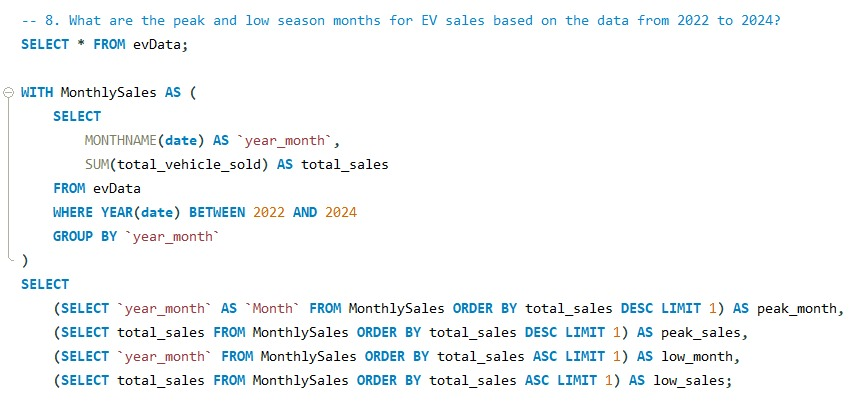 -- 8. What are the peak and low season months for EV sales based on the data from 2022 to 2024?
SELECT * FROM evData;
WITH MonthlySales AS (
SELECT
MONTHNAME(date) AS `year_month`,
SUM(total_vehicle_sold) AS total_sales
FROM evData
WHERE YEAR(date) BETWEEN 2022 AND 2024
GROUP BY `year_month`
)
SELECT
(SELECT `year_month` AS `Month` FROM MonthlySales ORDER BY total_sales DESC LIMIT 1) AS peak_month,
(SELECT total_sales FROM MonthlySales ORDER BY total_sales DESC LIMIT 1) AS peak_sales,
(SELECT `year_month` FROM MonthlySales ORDER BY total_sales ASC LIMIT 1) AS low_month,
(SELECT total_sales FROM MonthlySales ORDER BY total_sales ASC LIMIT 1) AS low_sales;